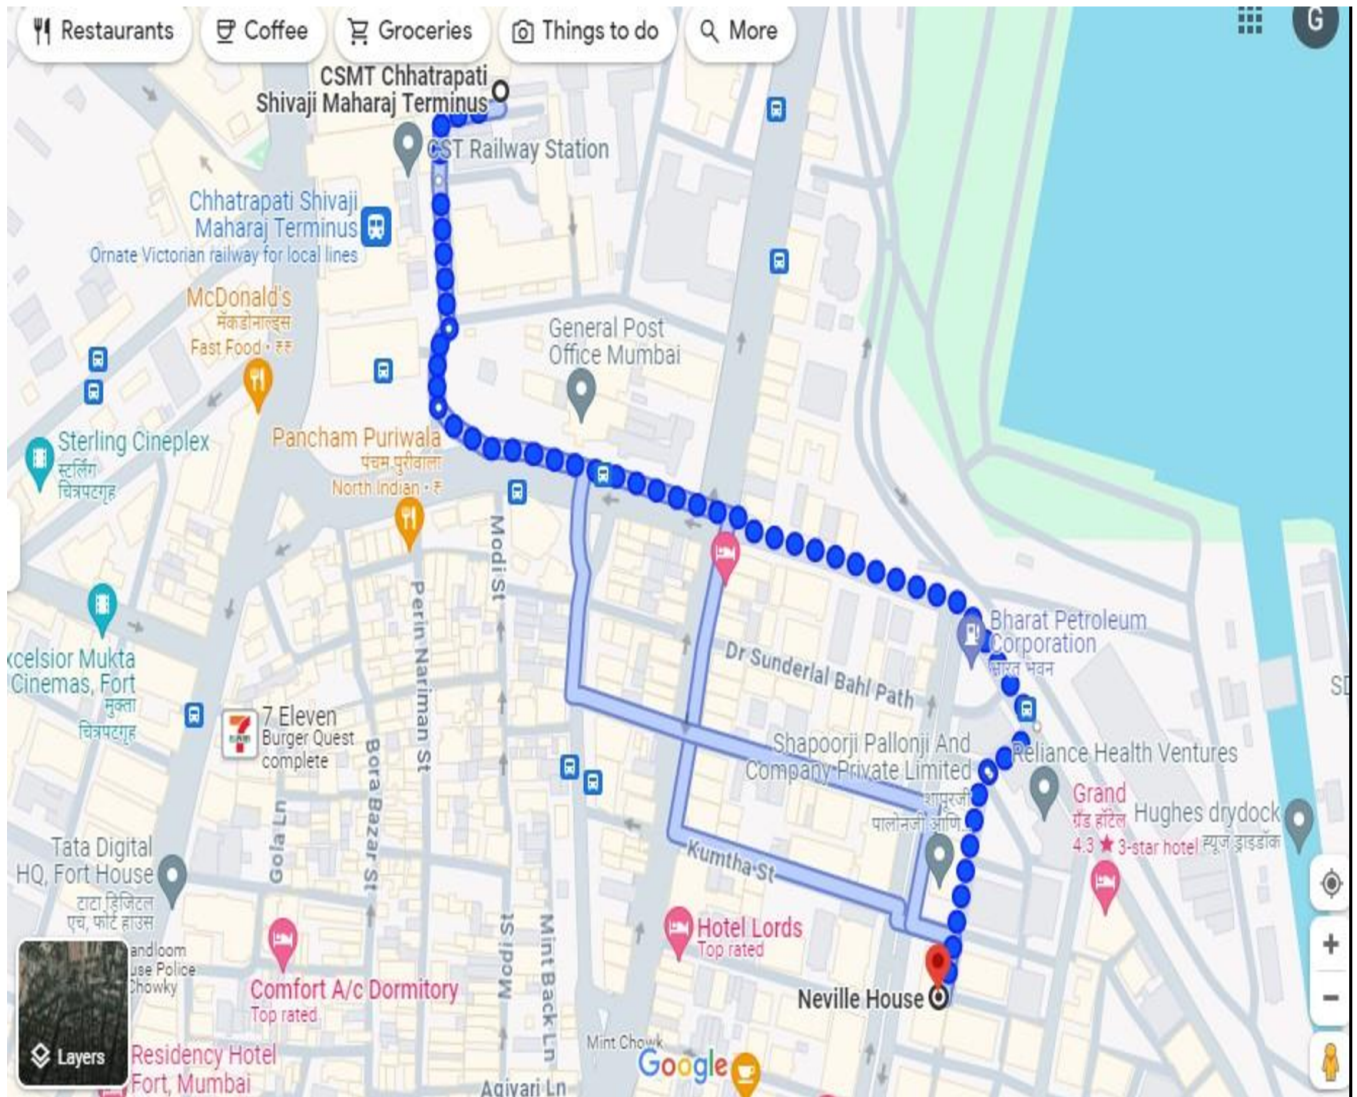 Restaurants
Coffee
Groceries
Things to do
More
G
CSMT Chhatrapati
Shivaji Maharaj Terminus
CST Railway Station
Chhatrapati Shivaji
Maharaj Terminus
Ornate Victorian railway for local lines
McDonald's
मॅकडोनाल्ड्स
Fast Food • ₹₹
General Post
Office Mumbai
Sterling Cineplex
स्टर्लिंग
चित्रपटगृह
Pancham Puriwala
पंचम पुरीवाला
North Indian • ₹
Modi St
Perin Nariman St
Bharat Petroleum
Corporation
भारत भवन
Dr Sunderlal Bahl Path
xcelsior Mukta
Cinemas, Fort
मुक्ता
चित्रपटगृह
SD
7 Eleven
Burger Quest
complete
Bora Bazar St
Shapoorji Pallonji And
Company Private Limited
शापूरजी
पालोनजी आणि...
Reliance Health Ventures
Grand
ग्रँड हॉटेल
4.3 ★ 3-star hotel
Hughes drydock
ह्यूज ड्राइडॉक
Gola Ln
Kumtha St
Tata Digital
HQ, Fort House
टाटा डिजिटल
एच, फोर्ट हाउस
Hotel Lords
Top rated
Modi St
Mint Back Ln
andloom
use Police
Chowky
Comfort A/c Dormitory
Top rated
Neville House
Mint Chowk
Layers
Residency Hotel
Fort, Mumbai
Google
Agiyari Ln